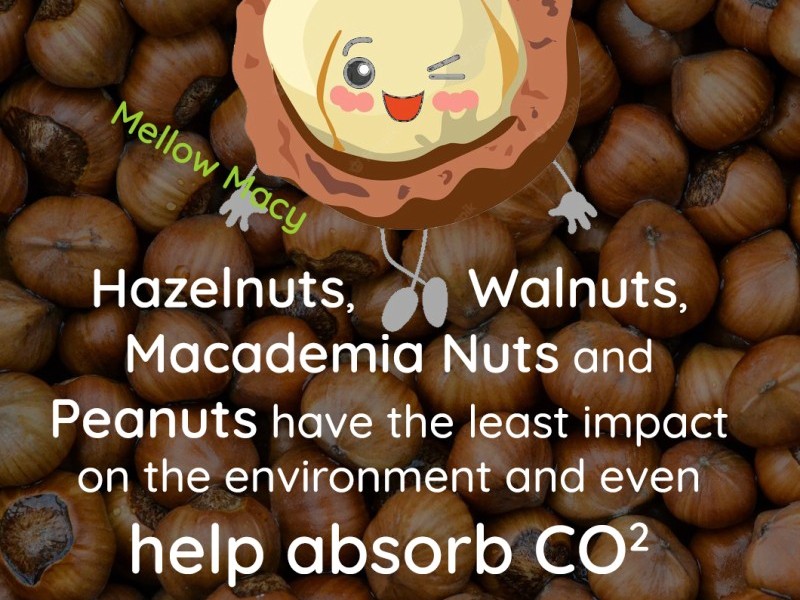 Mellow Macy
Hazelnuts, Walnuts,
Macademia Nuts and
Peanuts have the least impact
on the environment and even
help absorb CO²